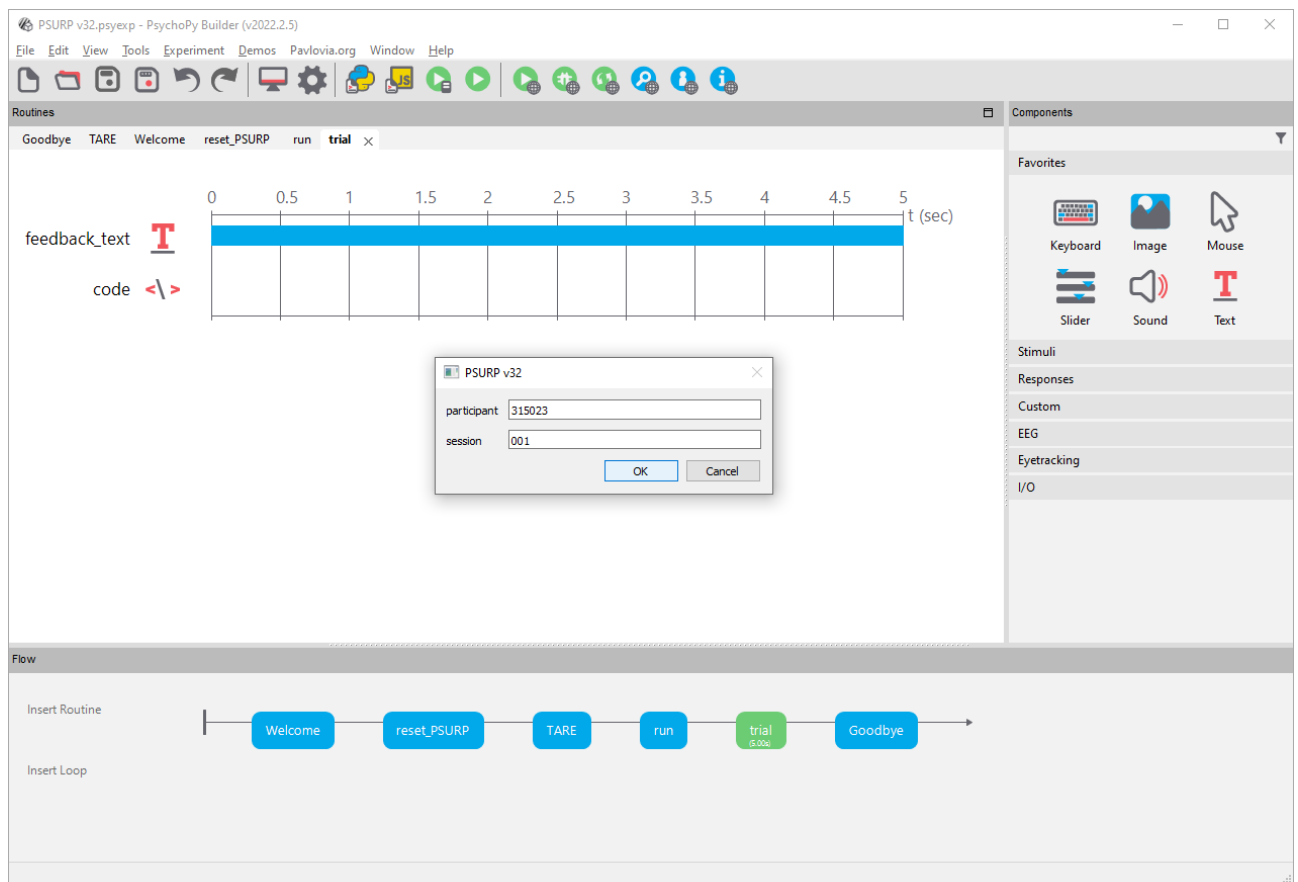 PSURP v32.psyexp - PsychoPy Builder (v2022.2.5)
File Edit View Tools Experiment Demos Pavlovia.org Window Help
JS
Routines
Components
Goodbye TARE Welcome reset_PSURP run trial
Favorites
0 0.5 1 1.5 2 2.5 3 3.5 4 4.5 5
t (sec)
feedback_text T
code <\>
Keyboard Image Mouse
T
Slider Sound Text
Stimuli
Responses
Custom
EEG
Eyetracking
I/O
PSURP v32
participant 315023
session 001
OK Cancel
Flow
Insert Routine
Welcome reset_PSURP TARE run trial Goodbye
(5.00s)
Insert Loop